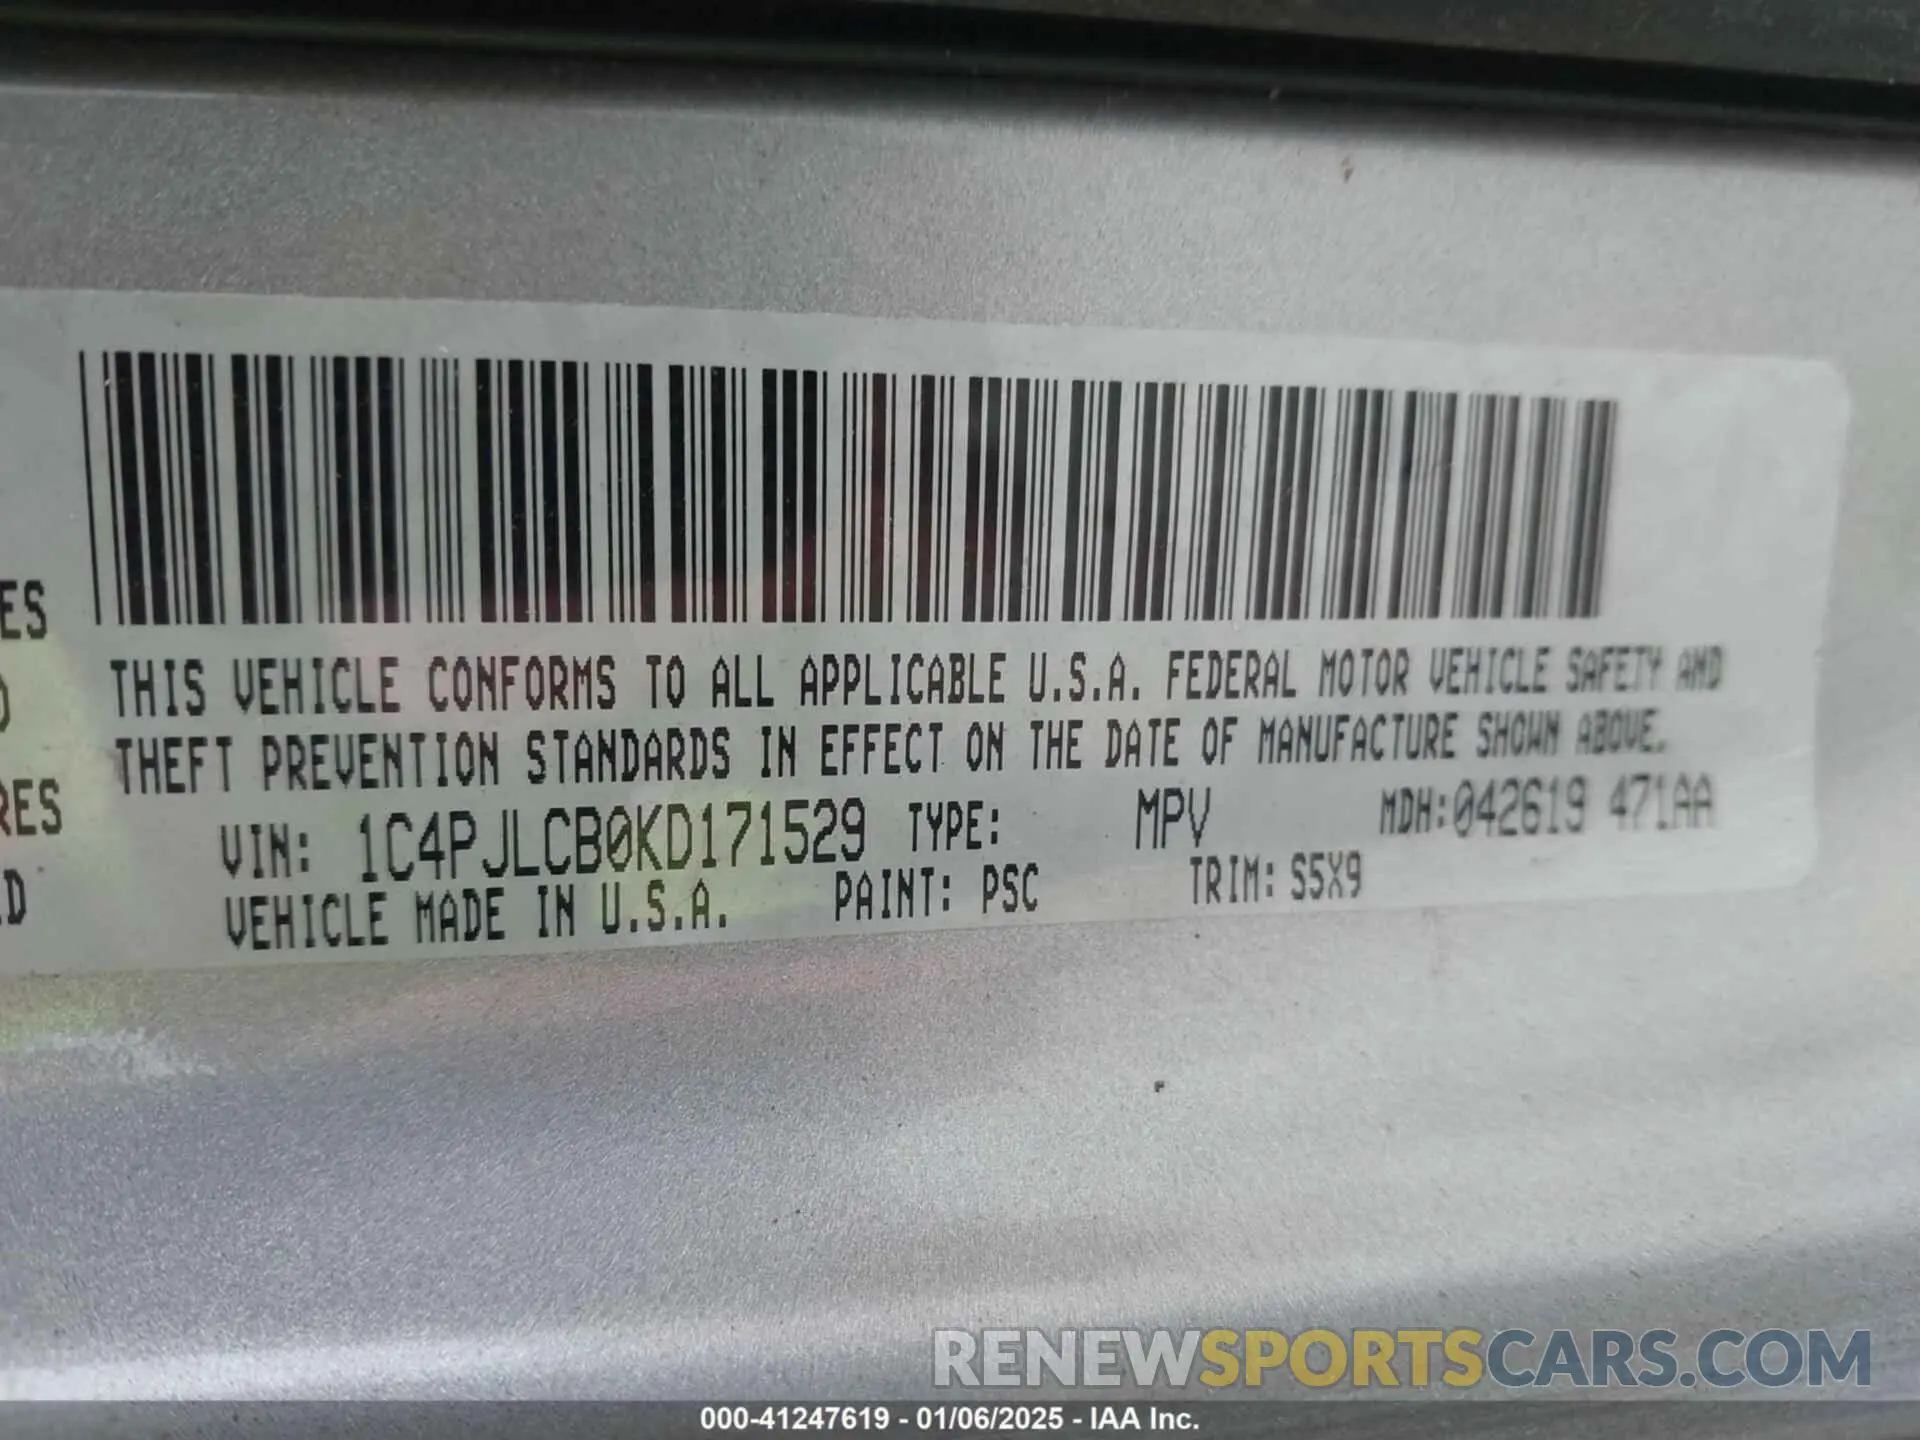 ES
RES
THIS VEHICLE CONFORMS TO ALL APPLICABLE U.S.A. FEDERAL MOTOR VEHICLE SAFETY AND
THEFT PREVENTION STANDARDS IN EFFECT ON THE DATE OF MANUFACTURE SHOWN ABOVE.
VIN: 1C4PJLCB0KD171529 TYPE: MPV MDH:042619 471AA
VEHICLE MADE IN U.S.A. PAINT: PSC TRIM: S5X9
RENEWSPORTSCARS.COM
000-41247619 - 01/06/2025 - IAA Inc.